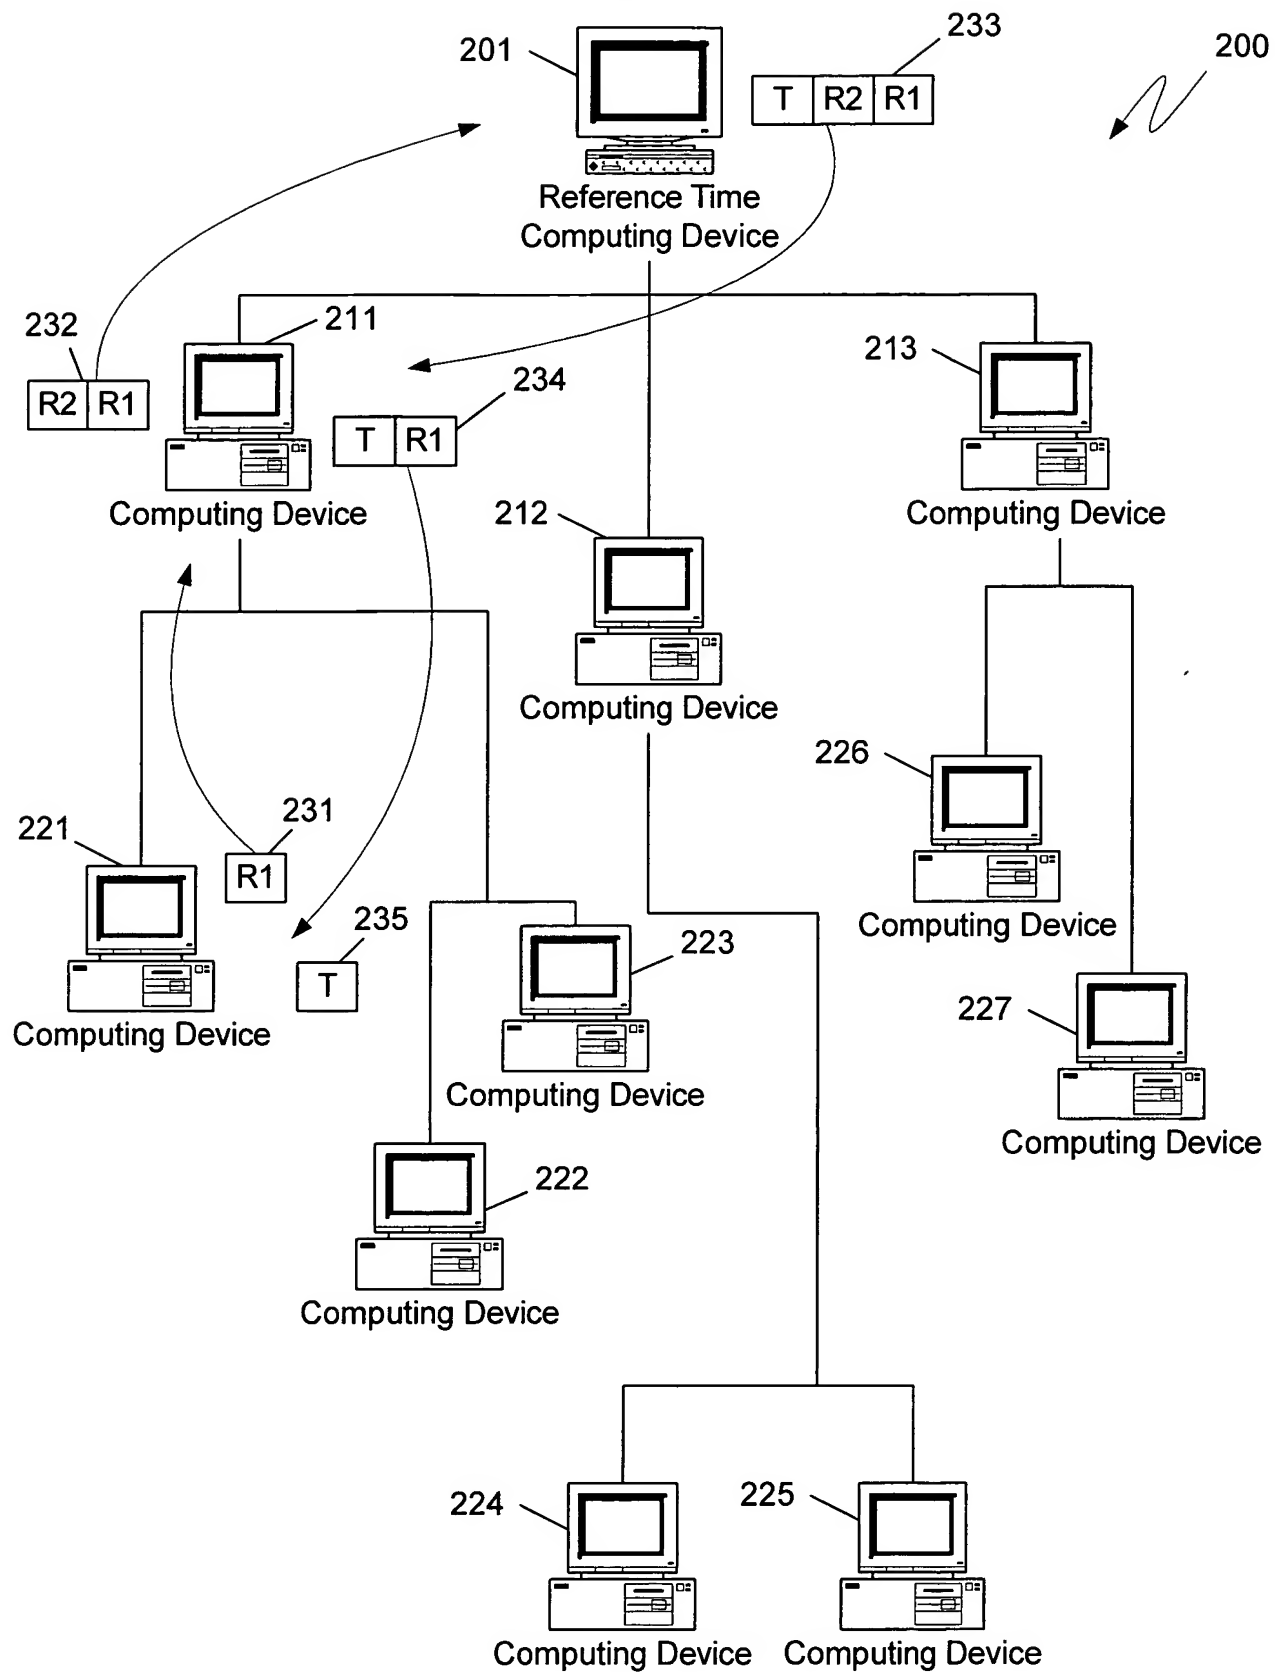 233
200
201
T R2 R1
Reference Time
Computing Device
232
211
213
R2 R1
234
T R1
Computing Device
212
Computing Device
Computing Device
226
221
231
R1
Computing Device
235
223
T
227
Computing Device
Computing Device
Computing Device
222
Computing Device
224
225
Computing Device
Computing Device